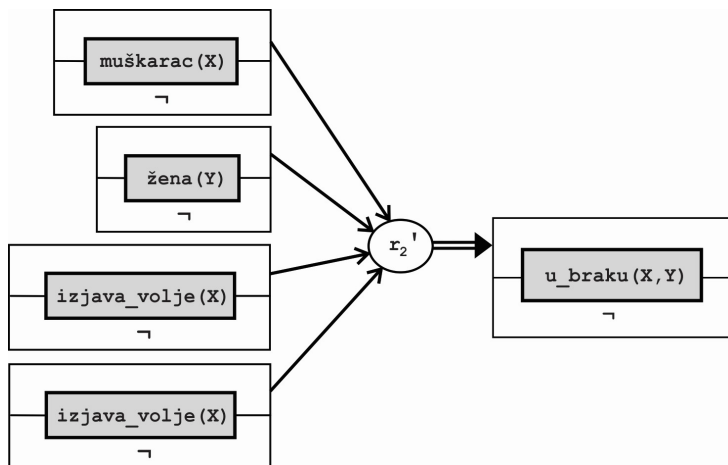 muškarac(X)
¬
žena(Y)
¬
izjava_volje(X)
¬
izjava_volje(X)
¬
r₂'
u_braku(X,Y)
¬